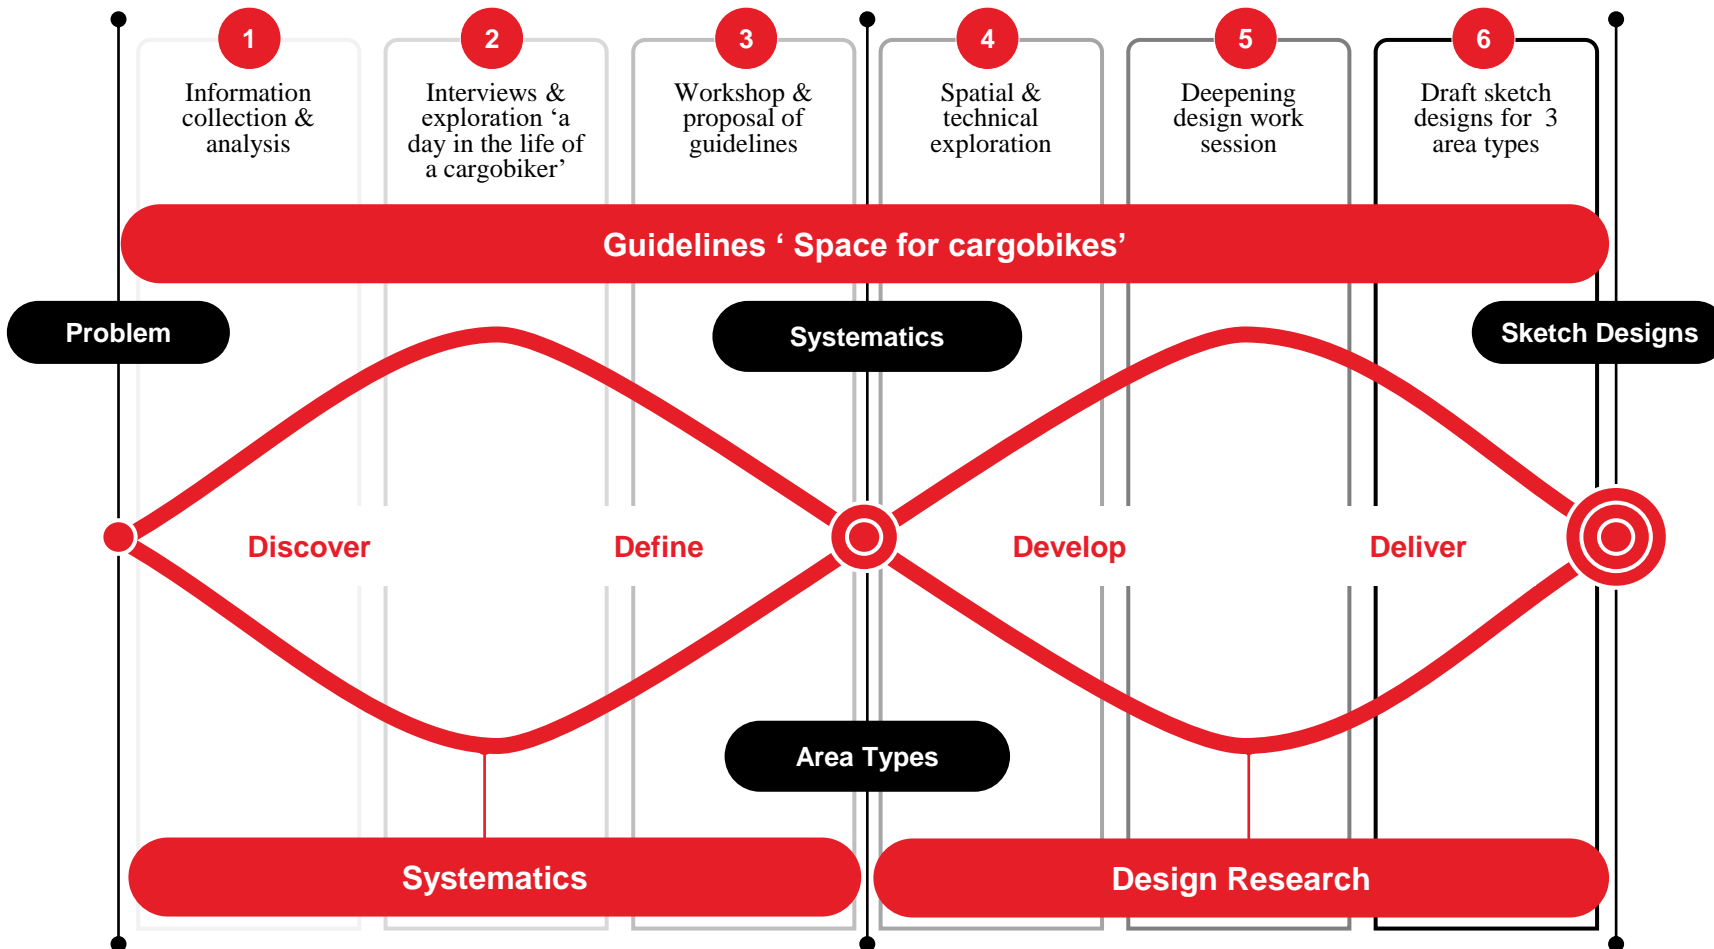 1
Information
collection &
analysis
2
Interviews &
exploration ‘a
day in the life of
a cargobiker’
3
Workshop &
proposal of
guidelines
4
Spatial &
technical
exploration
5
Deepening
design work
session
6
Draft sketch
designs for 3
area types
Guidelines ‘ Space for cargobikes’
Problem
Systematics
Sketch Designs
Discover
Define
Develop
Deliver
Area Types
Systematics
Design Research